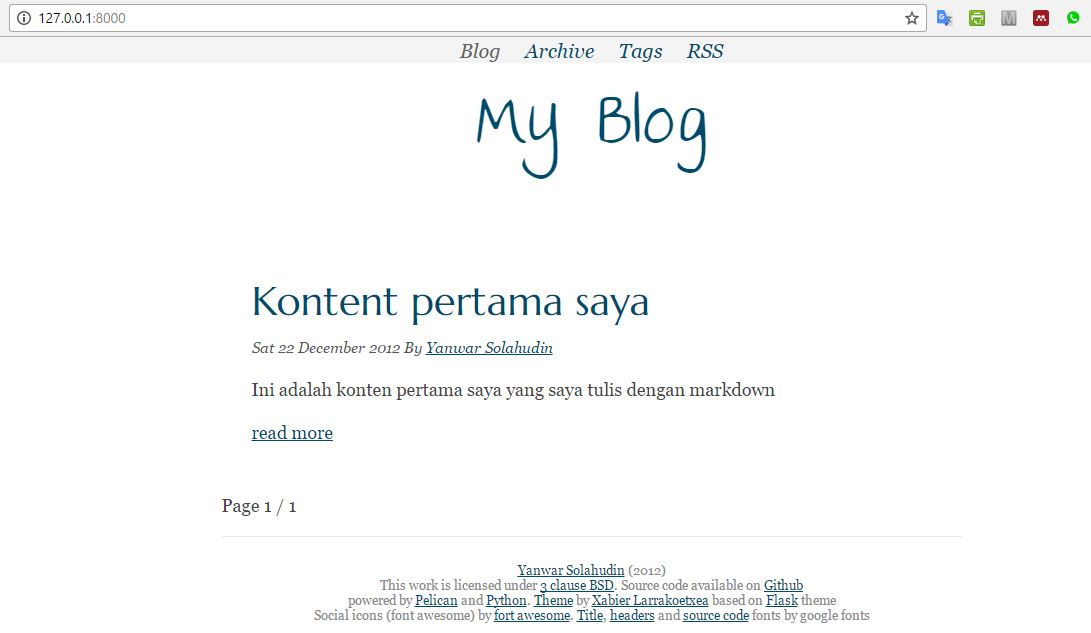 127.0.0.1:8000
Blog Archive Tags RSS
My Blog
Kontent pertama saya
Sat 22 December 2012 By Yanwar Solahudin
Ini adalah konten pertama saya yang saya tulis dengan markdown
read more
Page 1 / 1
Yanwar Solahudin (2012)
This work is licensed under 3 clause BSD. Source code available on Github
powered by Pelican and Python. Theme by Xabier Larrakoetxea based on Flask theme
Social icons (font awesome) by fort awesome. Title, headers and source code fonts by google fonts